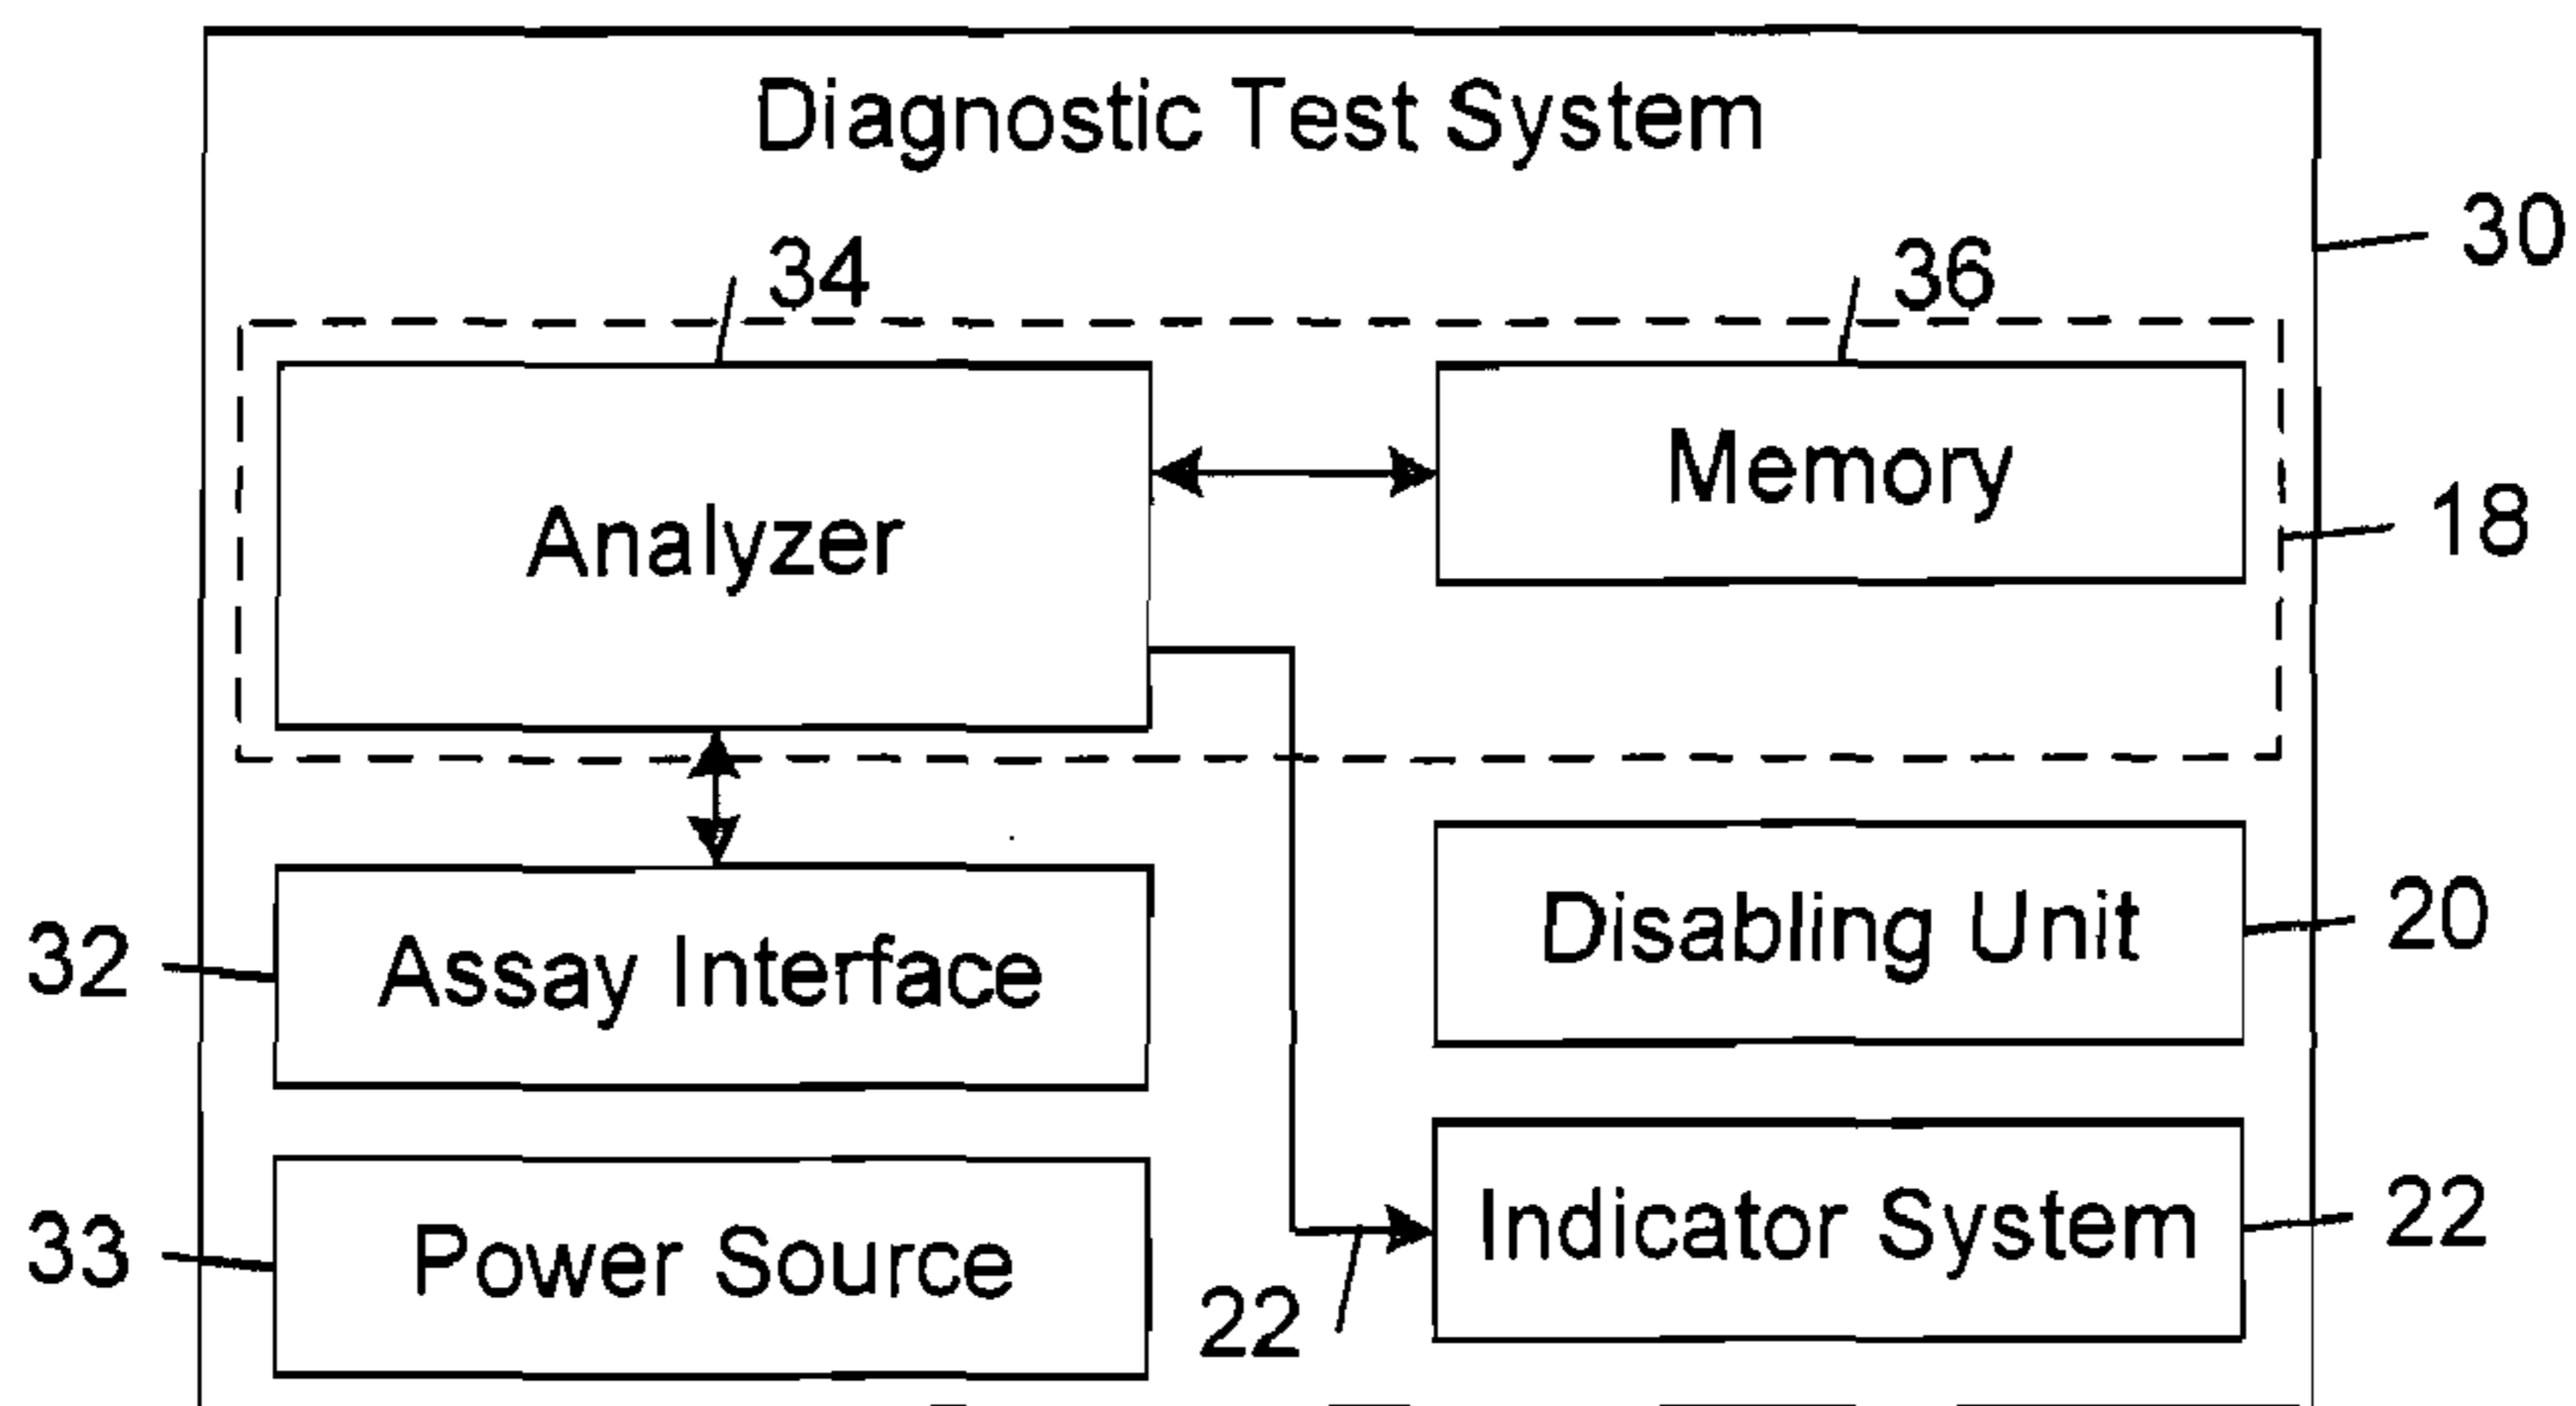 Diagnostic Test System
30
34
36
Analyzer
Memory
18
32
Assay Interface
Disabling Unit
20
33
Power Source
22
Indicator System
22